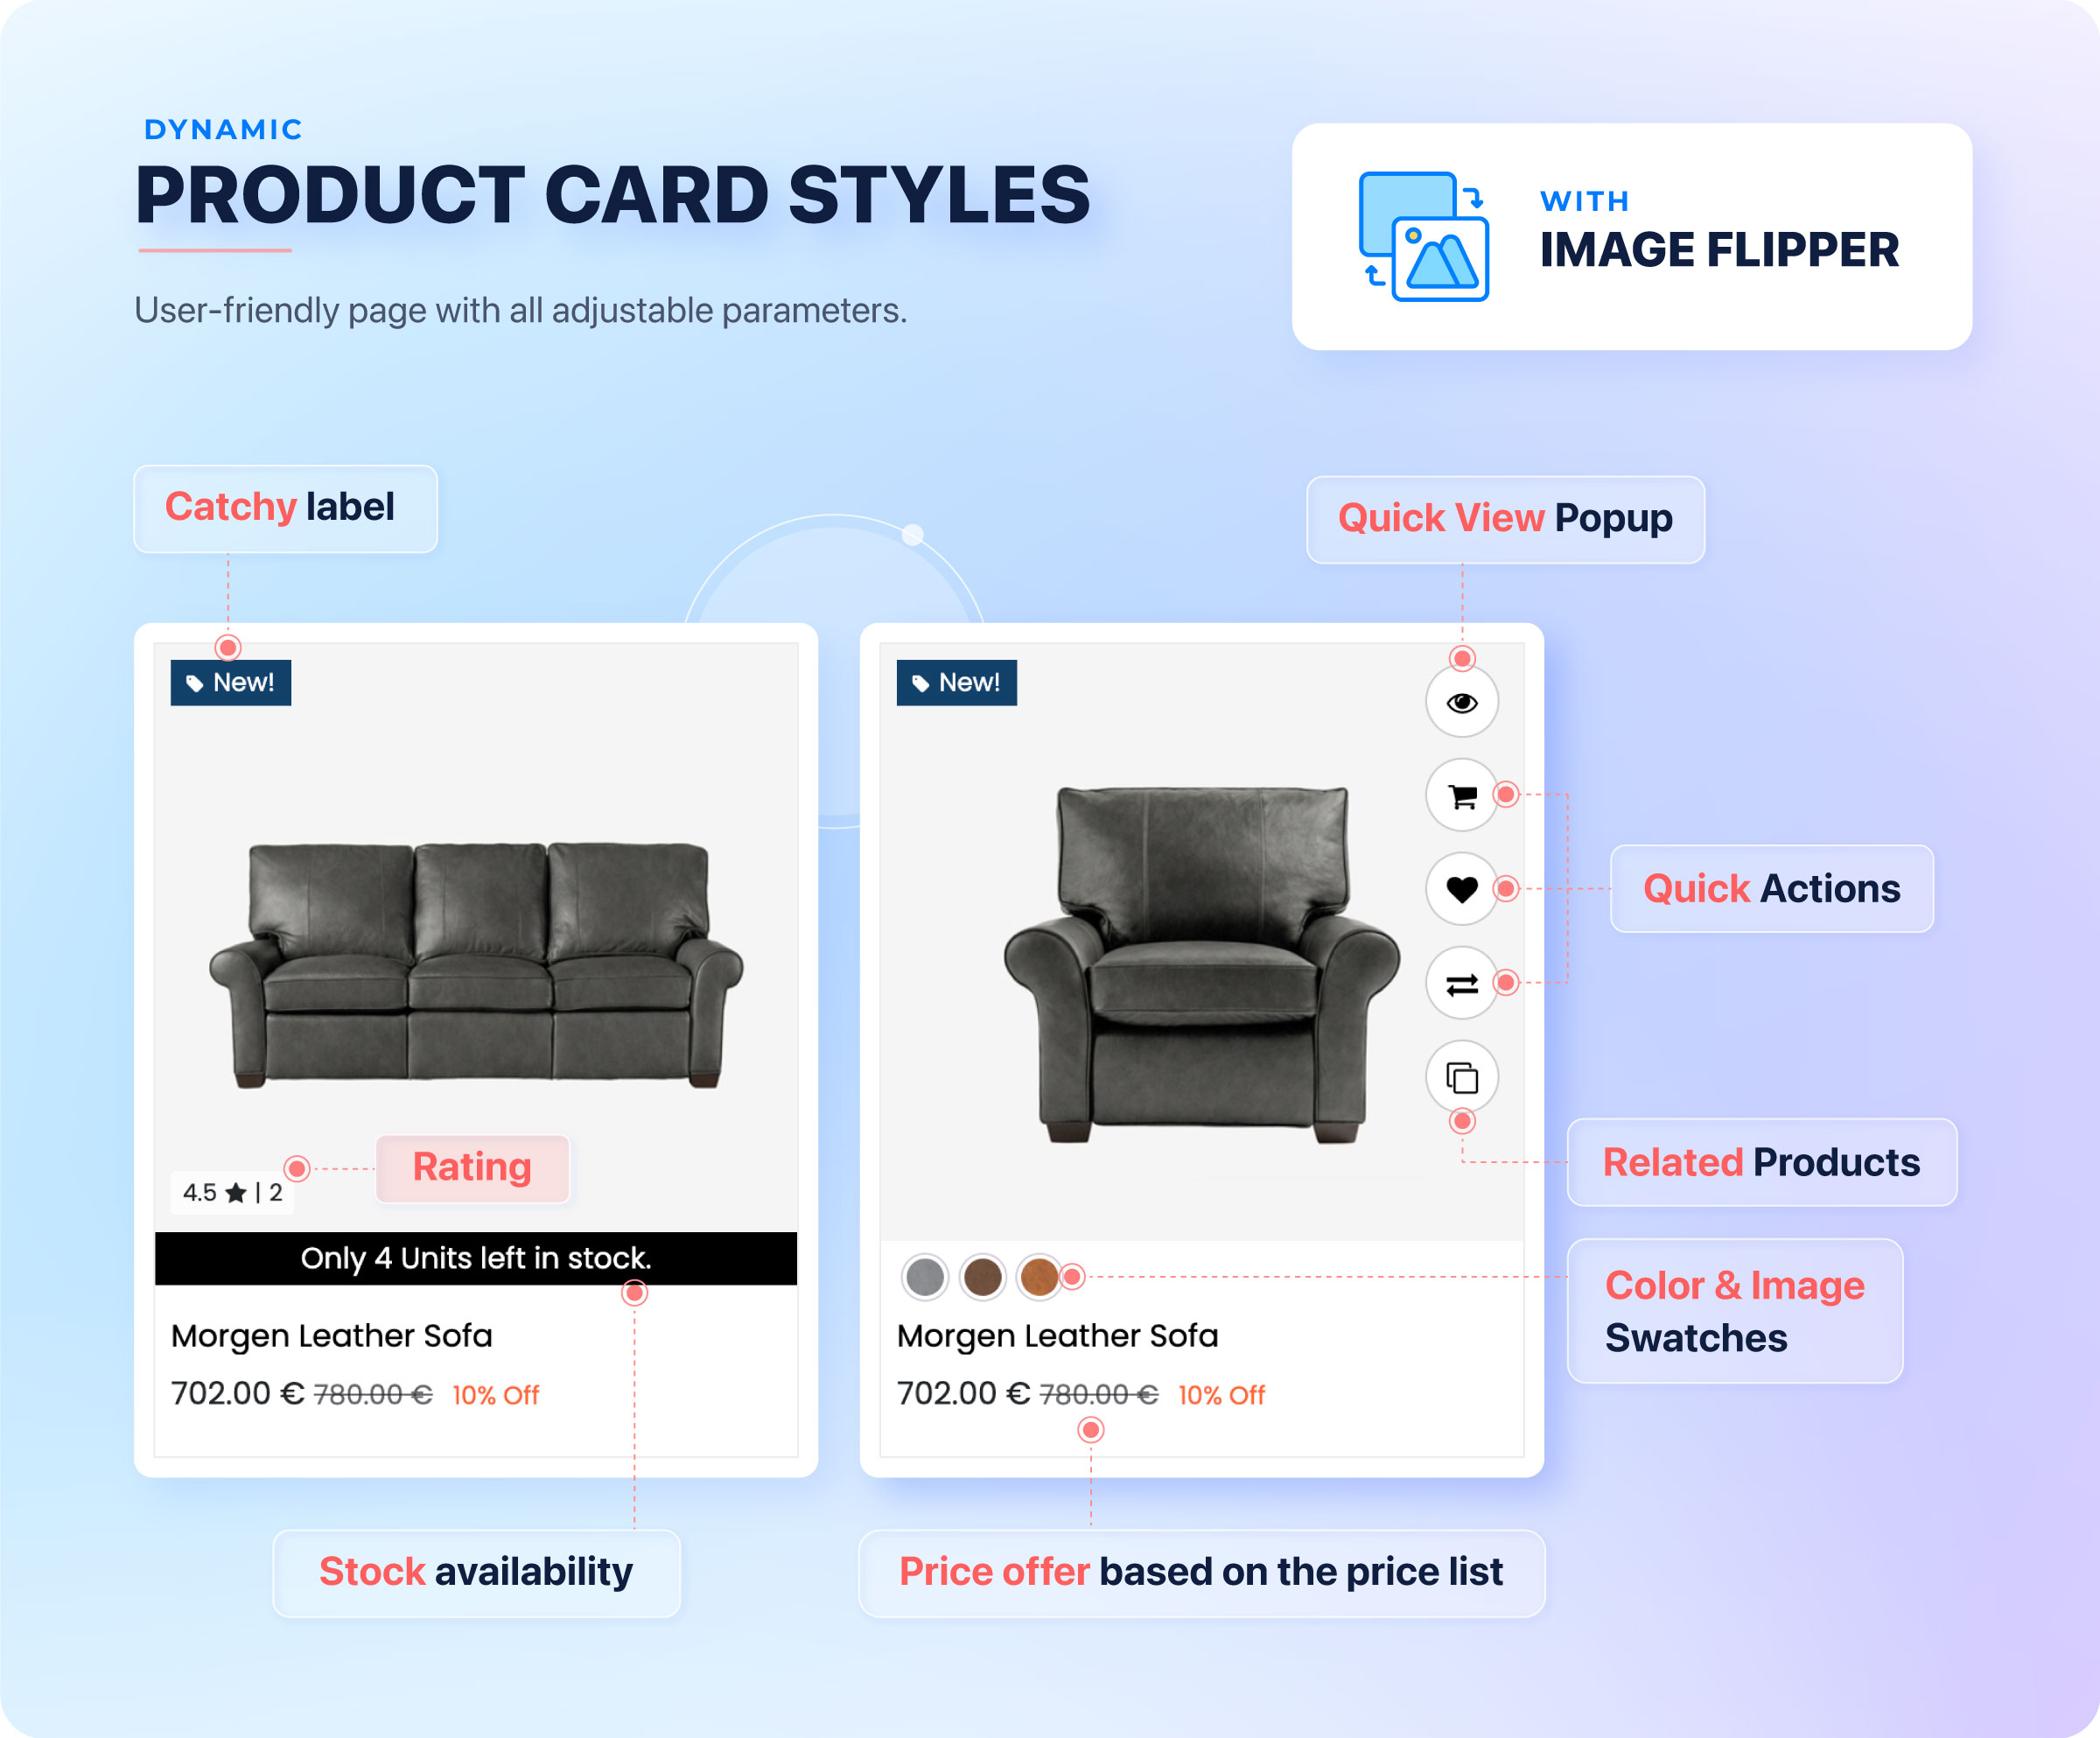 DYNAMIC
PRODUCT CARD STYLES
User-friendly page with all adjustable parameters.
WITH
IMAGE FLIPPER
Catchy label
Quick View Popup
New!
New!
Quick Actions
Rating
4.5 ★ | 2
Related Products
Only 4 Units left in stock.
Color & Image
Swatches
Morgen Leather Sofa
702.00 € 780.00 € 10% Off
Morgen Leather Sofa
702.00 € 780.00 € 10% Off
Stock availability
Price offer based on the price list